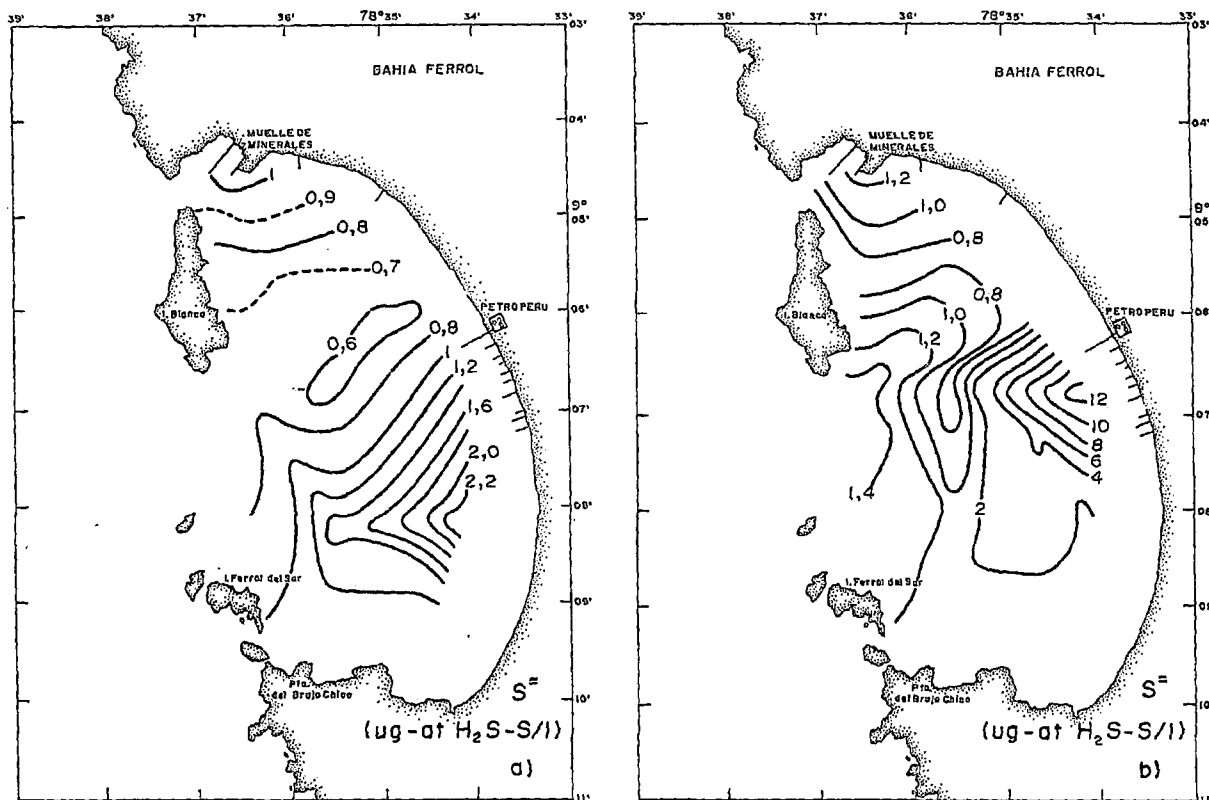 39' 38' 37' 36' 78°35' 34' 33' 03'
BAHIA FERROL
04'
MUELLE DE
MINERALES
1
0,9
9°
05'
0,8
0,7
I. Blanca
06'
PETROPERU
0,6
0,8
1
1,2
1,6
07'
2,0
2,2
08'
I. Ferrol del Sur
09'
Pta.
del Brujo Chico
S=
10'
(ug-at H₂S-S/l)
a)
11'
39' 38' 37' 36' 78°35' 34' 33' 03'
BAHIA FERROL
04'
MUELLE DE
MINERALES
1,2
1,0
9°
05'
0,8
0,8
I. Blanca
1,0
06'
PETROPERU
1,2
12
07'
10
8
6
4
1,4
2
08'
I. Ferrol del Sur
Pta.
del Brujo Chico
S=
10'
(ug-at H₂S-S/l)
b)